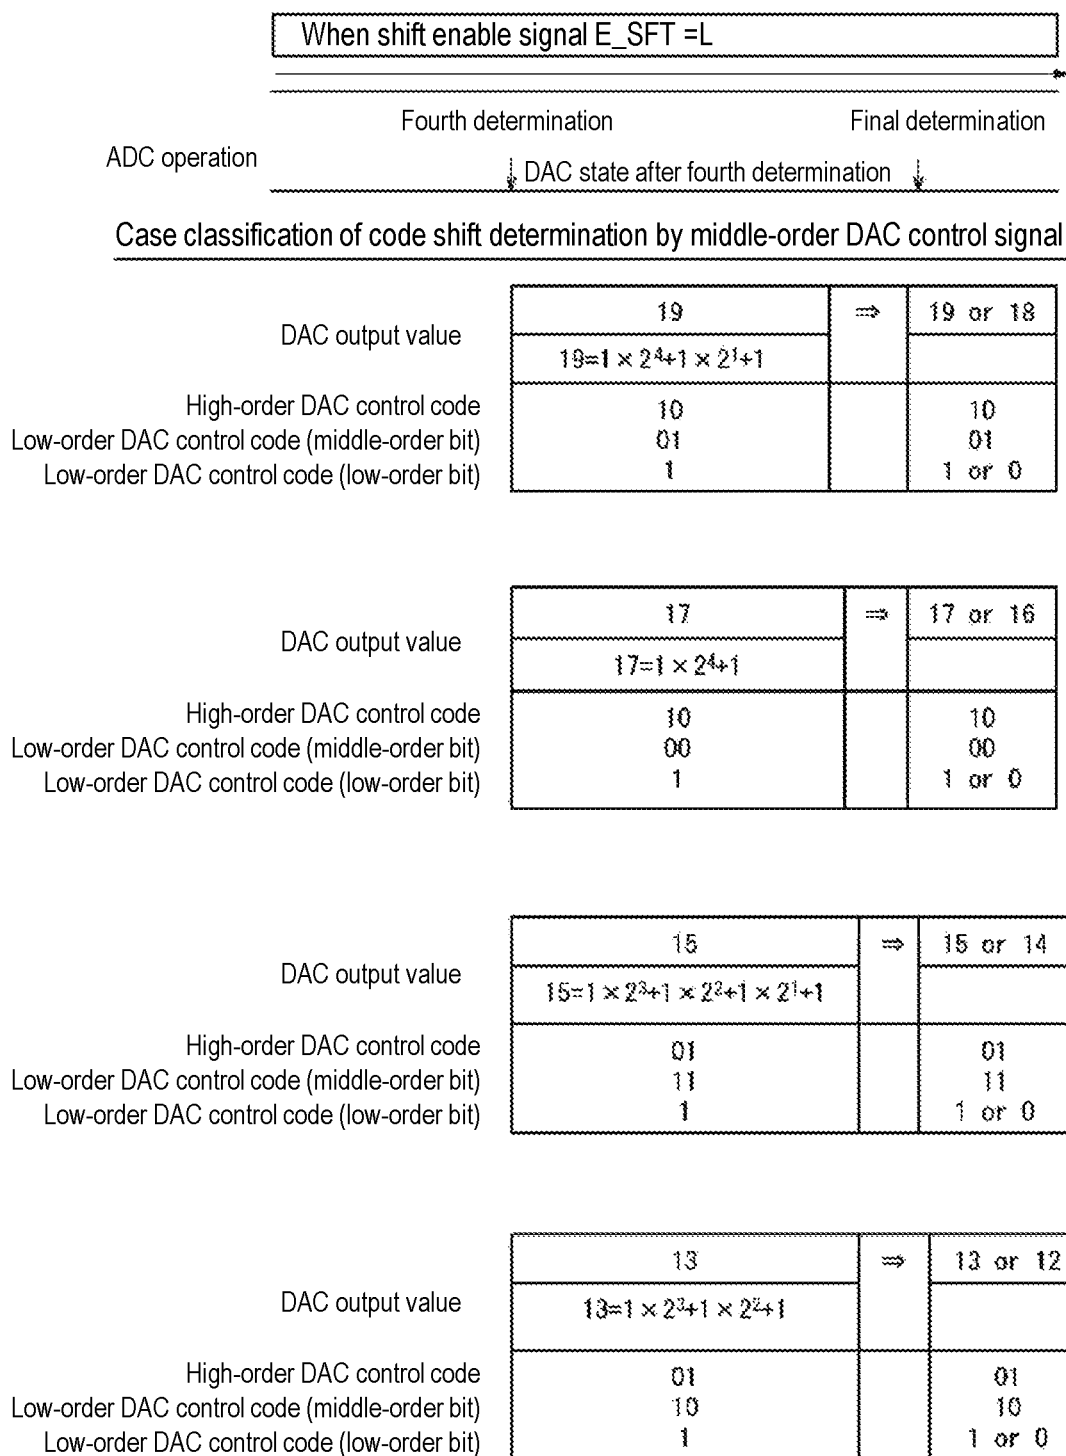 When shift enable signal E_SFT =L
Fourth determination Final determination
ADC operation
DAC state after fourth determination
Case classification of code shift determination by middle-order DAC control signal
DAC output value 19 ⇒ 19 or 18
19=1 × 2⁴+1 × 2¹+1
High-order DAC control code 10 10
Low-order DAC control code (middle-order bit) 01 01
Low-order DAC control code (low-order bit) 1 1 or 0
DAC output value 17 ⇒ 17 or 16
17=1 × 2⁴+1
High-order DAC control code 10 10
Low-order DAC control code (middle-order bit) 00 00
Low-order DAC control code (low-order bit) 1 1 or 0
DAC output value 15 ⇒ 15 or 14
15=1 × 2³+1 × 2²+1 × 2¹+1
High-order DAC control code 01 01
Low-order DAC control code (middle-order bit) 11 11
Low-order DAC control code (low-order bit) 1 1 or 0
DAC output value 13 ⇒ 13 or 12
13=1 × 2³+1 × 2²+1
High-order DAC control code 01 01
Low-order DAC control code (middle-order bit) 10 10
Low-order DAC control code (low-order bit) 1 1 or 0